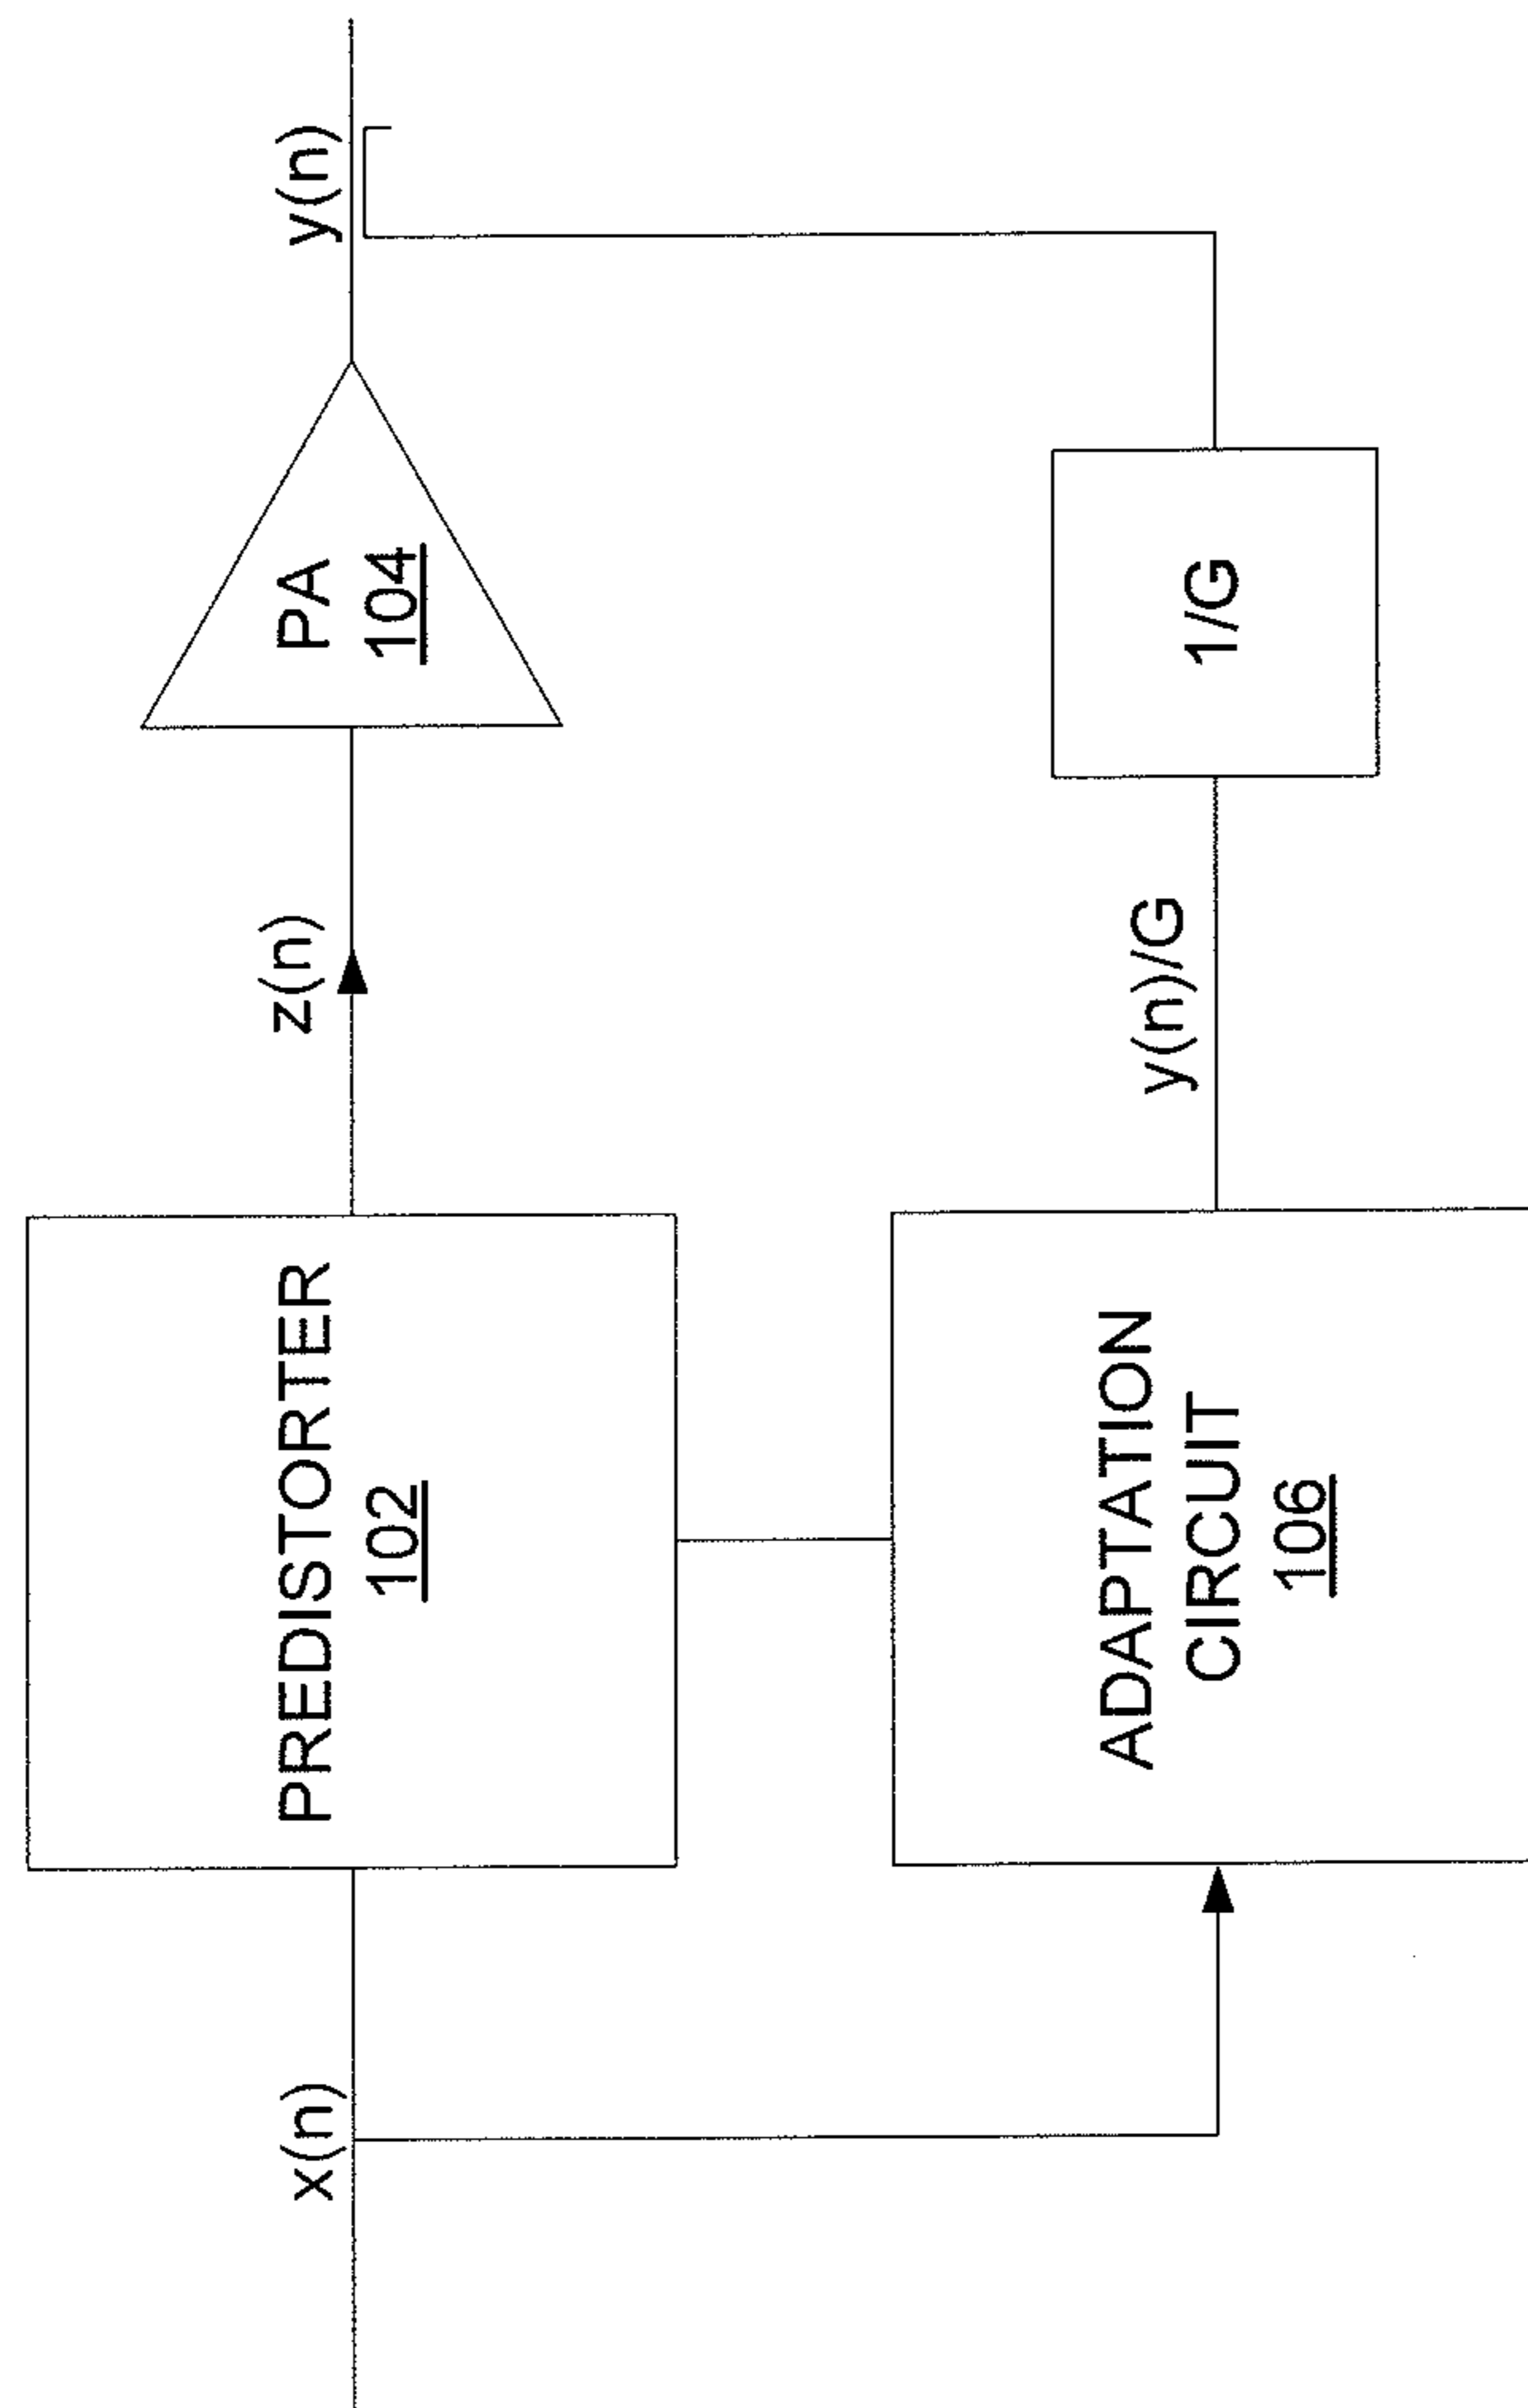 x(n)
PREDISTORTER
102
z(n)
PA
104
y(n)
ADAPTATION
CIRCUIT
106
y(n)/G
1/G